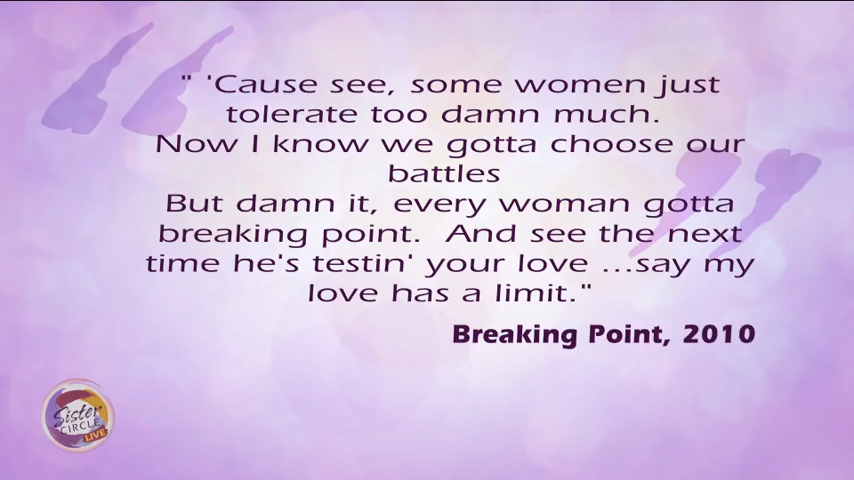 " 'Cause see, some women just
tolerate too damn much.
Now I know we gotta choose our
battles
But damn it, every woman gotta
breaking point.  And see the next
time he's testin' your love ...say my
love has a limit."
Breaking Point, 2010
Sister
CIRCLE
LIVE